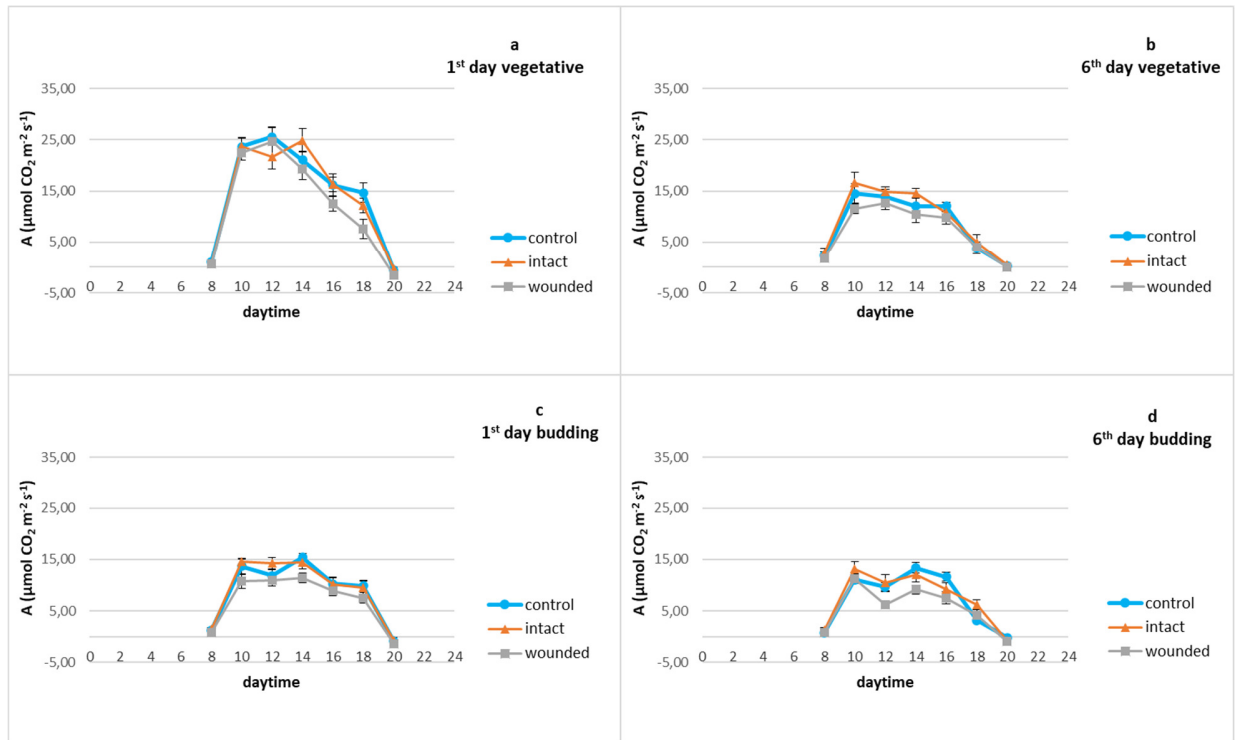 a
1st day vegetative
35,00
25,00
15,00
5,00
-5,00
A (µmol CO2 m-2 s-1)
0 2 4 6 8 10 12 14 16 18 20 22 24
daytime
control
intact
wounded
b
6th day vegetative
35,00
25,00
15,00
5,00
-5,00
A (µmol CO2 m-2 s-1)
0 2 4 6 8 10 12 14 16 18 20 22 24
daytime
control
intact
wounded
c
1st day budding
35,00
25,00
15,00
5,00
-5,00
A (µmol CO2 m-2 s-1)
0 2 4 6 8 10 12 14 16 18 20 22 24
daytime
control
intact
wounded
d
6th day budding
35,00
25,00
15,00
5,00
-5,00
A (µmol CO2 m-2 s-1)
0 2 4 6 8 10 12 14 16 18 20 22 24
daytime
control
intact
wounded